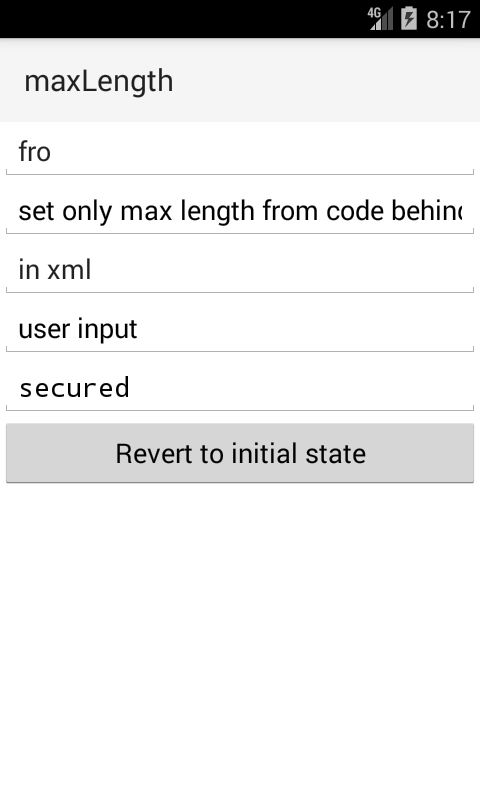 4G 8:17
maxLength
fro
set only max length from code behind
in xml
user input
secured
Revert to initial state